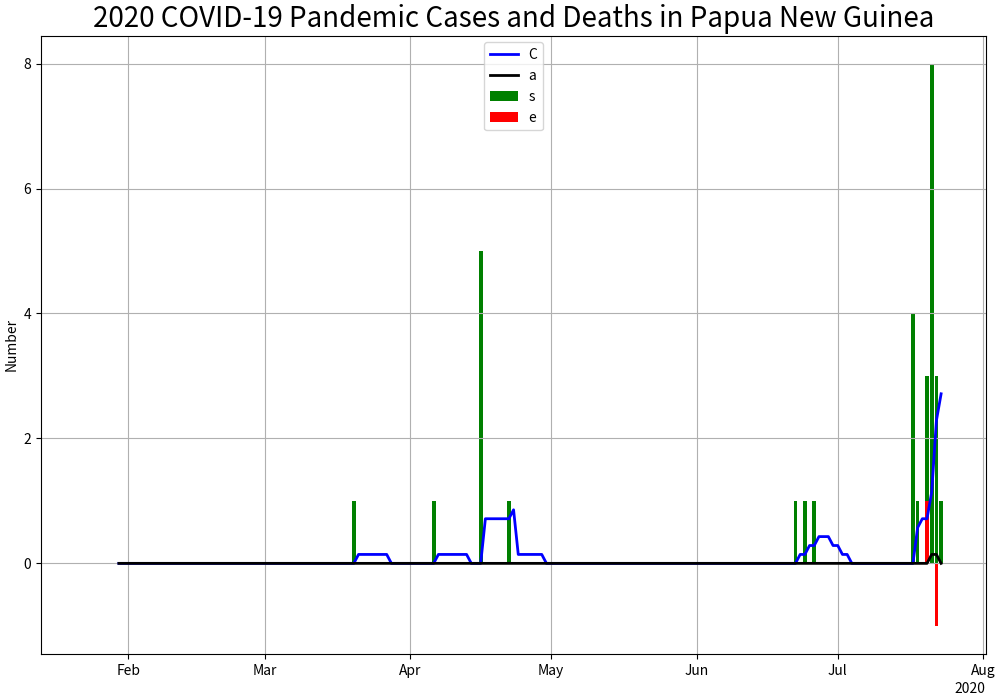 2020 COVID-19 Pandemic Cases and Deaths in Papua New Guinea
C
a
s
e
8
6
4
2
0
Number
Feb Mar Apr May Jun Jul Aug
2020